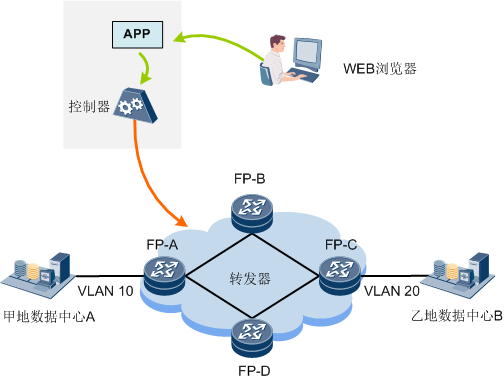 APP
WEB浏览器
控制器
FP-B
FP-A
FP-C
转发器
VLAN 10
VLAN 20
甲地数据中心A
乙地数据中心B
FP-D